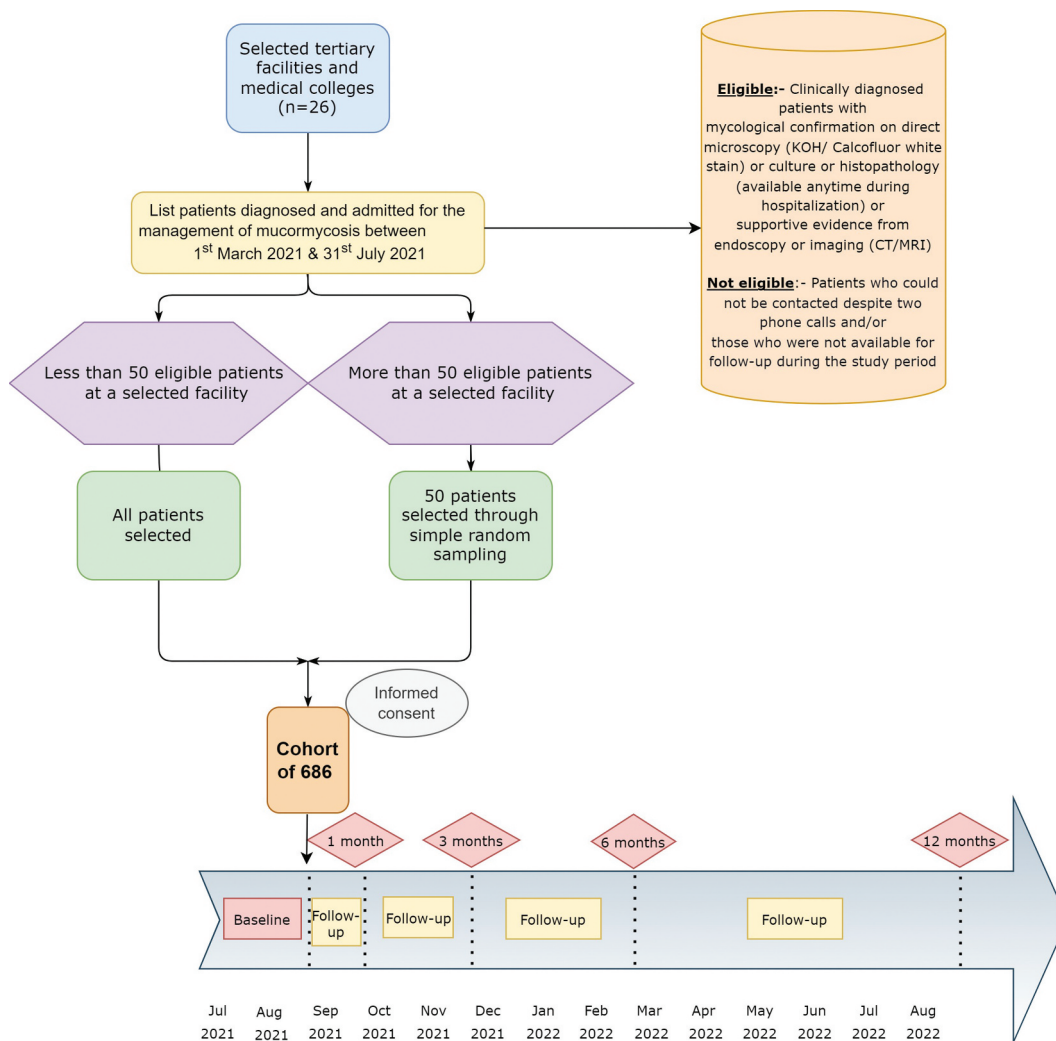 Selected tertiary
facilities and
medical colleges
(n=26)
List patients diagnosed and admitted for the
management of mucormycosis between
1st March 2021 & 31st July 2021
Eligible:- Clinically diagnosed
patients with
mycological confirmation on direct
microscopy (KOH/ Calcofluor white
stain) or culture or histopathology
(available anytime during
hospitalization) or
supportive evidence from
endoscopy or imaging (CT/MRI)
Not eligible:- Patients who could
not be contacted despite two
phone calls and/or
those who were not available for
follow-up during the study period
Less than 50 eligible patients
at a selected facility
More than 50 eligible patients
at a selected facility
All patients
selected
50 patients
selected through
simple random
sampling
Informed
consent
Cohort
of 686
1 month
3 months
6 months
12 months
Baseline
Follow-
up
Follow-up
Follow-up
Follow-up
Jul
2021
Aug
2021
Sep
2021
Oct
2021
Nov
2021
Dec
2021
Jan
2022
Feb
2022
Mar
2022
Apr
2022
May
2022
Jun
2022
Jul
2022
Aug
2022